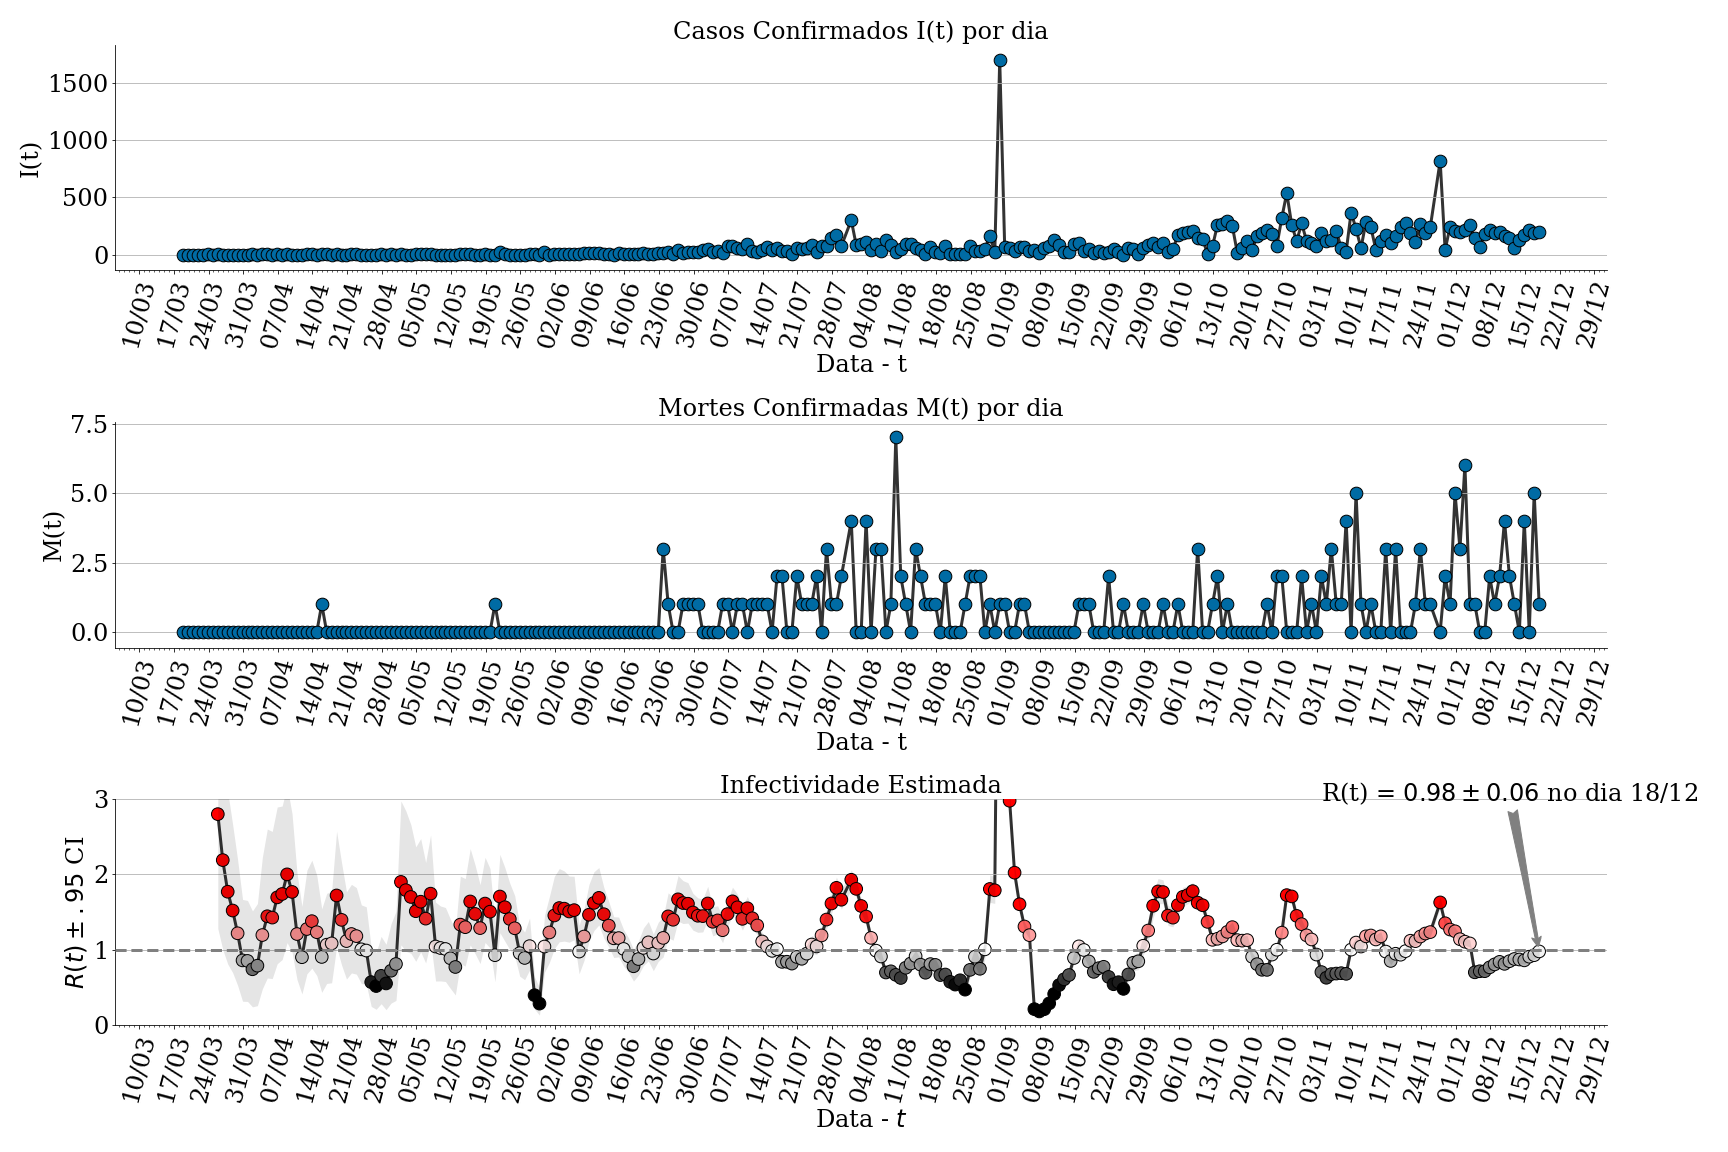 Casos Confirmados I(t) por dia
1500
1000
500
0
I(t)
10/03 17/03 24/03 31/03 07/04 14/04 21/04 28/04 05/05 12/05 19/05 26/05 02/06 09/06 16/06 23/06 30/06 07/07 14/07 21/07 28/07 04/08 11/08 18/08 25/08 01/09 08/09 15/09 22/09 29/09 06/10 13/10 20/10 27/10 03/11 10/11 17/11 24/11 01/12 08/12 15/12 22/12 29/12
Data - t
Mortes Confirmadas M(t) por dia
7.5
5.0
2.5
0.0
M(t)
10/03 17/03 24/03 31/03 07/04 14/04 21/04 28/04 05/05 12/05 19/05 26/05 02/06 09/06 16/06 23/06 30/06 07/07 14/07 21/07 28/07 04/08 11/08 18/08 25/08 01/09 08/09 15/09 22/09 29/09 06/10 13/10 20/10 27/10 03/11 10/11 17/11 24/11 01/12 08/12 15/12 22/12 29/12
Data - t
Infectividade Estimada
R(t) = 0.98 ± 0.06 no dia 18/12
3
2
1
0
R(t) ± .95 CI
10/03 17/03 24/03 31/03 07/04 14/04 21/04 28/04 05/05 12/05 19/05 26/05 02/06 09/06 16/06 23/06 30/06 07/07 14/07 21/07 28/07 04/08 11/08 18/08 25/08 01/09 08/09 15/09 22/09 29/09 06/10 13/10 20/10 27/10 03/11 10/11 17/11 24/11 01/12 08/12 15/12 22/12 29/12
Data - t